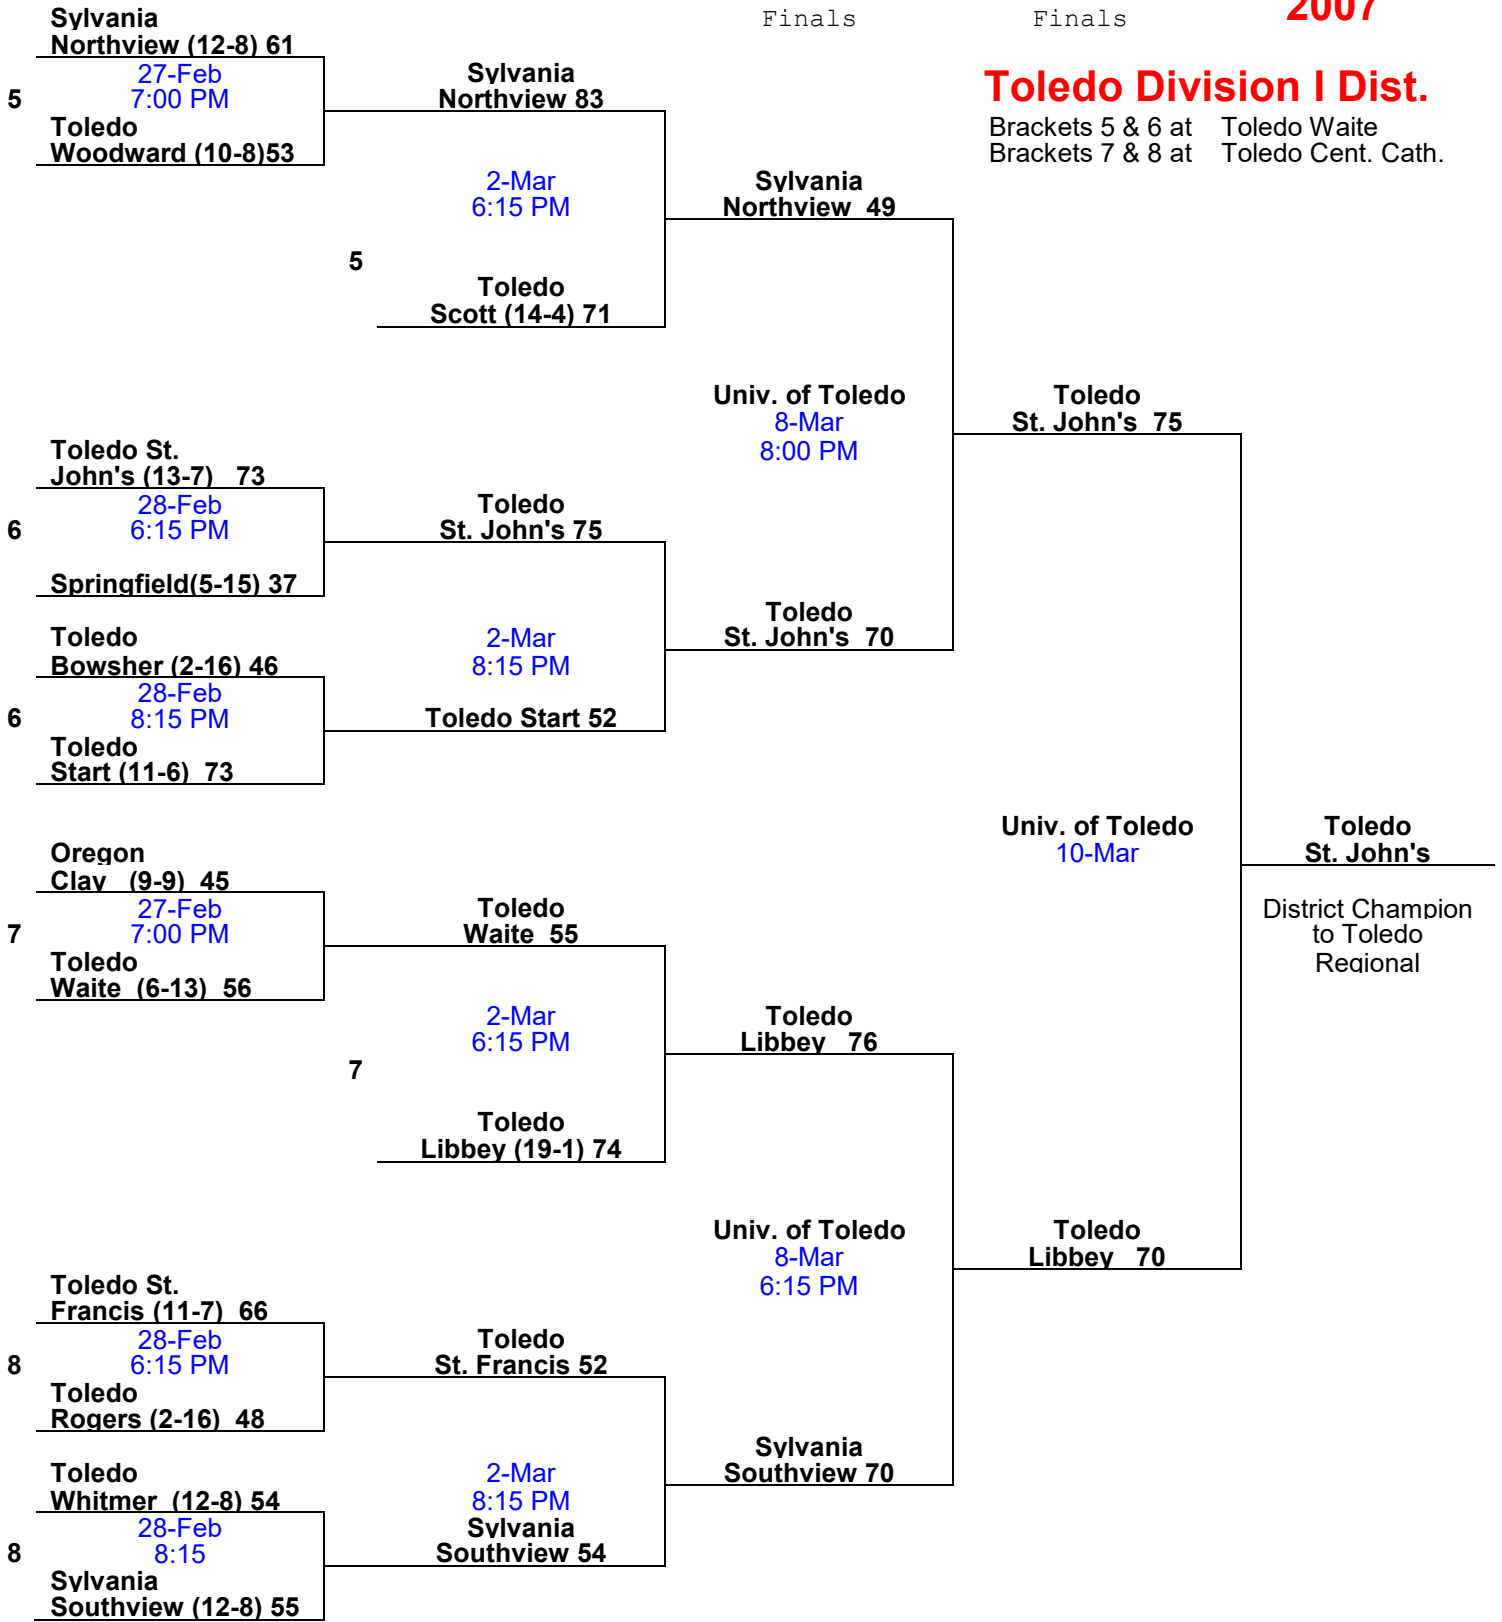 Finals
Finals
2007
Toledo Division I Dist.
Brackets 5 & 6 at Toledo Waite
Brackets 7 & 8 at Toledo Cent. Cath.
Sylvania
Northview (12-8) 61
27-Feb
5
7:00 PM
Toledo
Woodward (10-8)53
Sylvania
Northview 83
2-Mar
6:15 PM
5
Toledo
Scott (14-4) 71
Sylvania
Northview 49
Univ. of Toledo
8-Mar
8:00 PM
Toledo
St. John's 75
Toledo St.
John's (13-7) 73
28-Feb
6
6:15 PM
Springfield(5-15) 37
Toledo
St. John's 75
2-Mar
8:15 PM
Toledo
St. John's 70
Toledo
Bowsher (2-16) 46
28-Feb
6
8:15 PM
Toledo
Start (11-6) 73
Toledo Start 52
Univ. of Toledo
10-Mar
Toledo
St. John's
District Champion
to Toledo
Regional
Oregon
Clay (9-9) 45
27-Feb
7
7:00 PM
Toledo
Waite (6-13) 56
Toledo
Waite 55
2-Mar
6:15 PM
7
Toledo
Libbey (19-1) 74
Toledo
Libbey 76
Univ. of Toledo
8-Mar
6:15 PM
Toledo
Libbey 70
Toledo St.
Francis (11-7) 66
28-Feb
8
6:15 PM
Toledo
Rogers (2-16) 48
Toledo
St. Francis 52
2-Mar
8:15 PM
Sylvania
Southview 54
Sylvania
Southview 70
Toledo
Whitmer (12-8) 54
28-Feb
8
8:15
Sylvania
Southview (12-8) 55